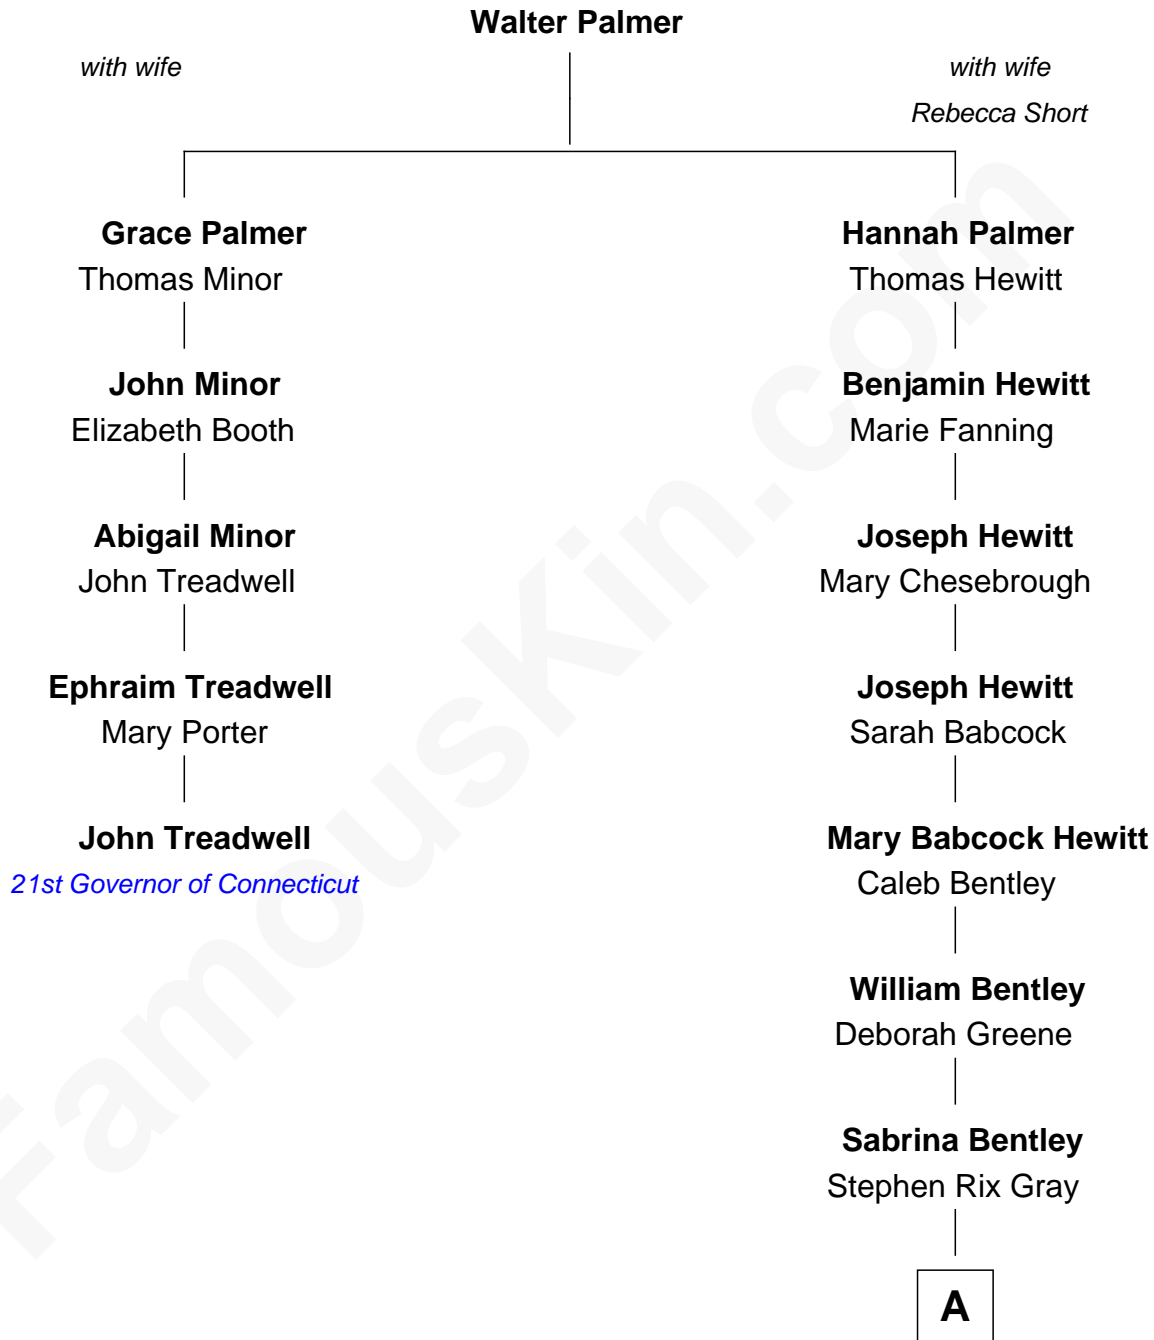 Walter Palmer
with wife
with wife
Rebecca Short
Grace Palmer
Thomas Minor
Hannah Palmer
Thomas Hewitt
John Minor
Elizabeth Booth
Benjamin Hewitt
Marie Fanning
Abigail Minor
John Treadwell
Joseph Hewitt
Mary Chesebrough
Ephraim Treadwell
Mary Porter
Joseph Hewitt
Sarah Babcock
John Treadwell
21st Governor of Connecticut
Mary Babcock Hewitt
Caleb Bentley
William Bentley
Deborah Greene
Sabrina Bentley
Stephen Rix Gray
A
FamousKin.com